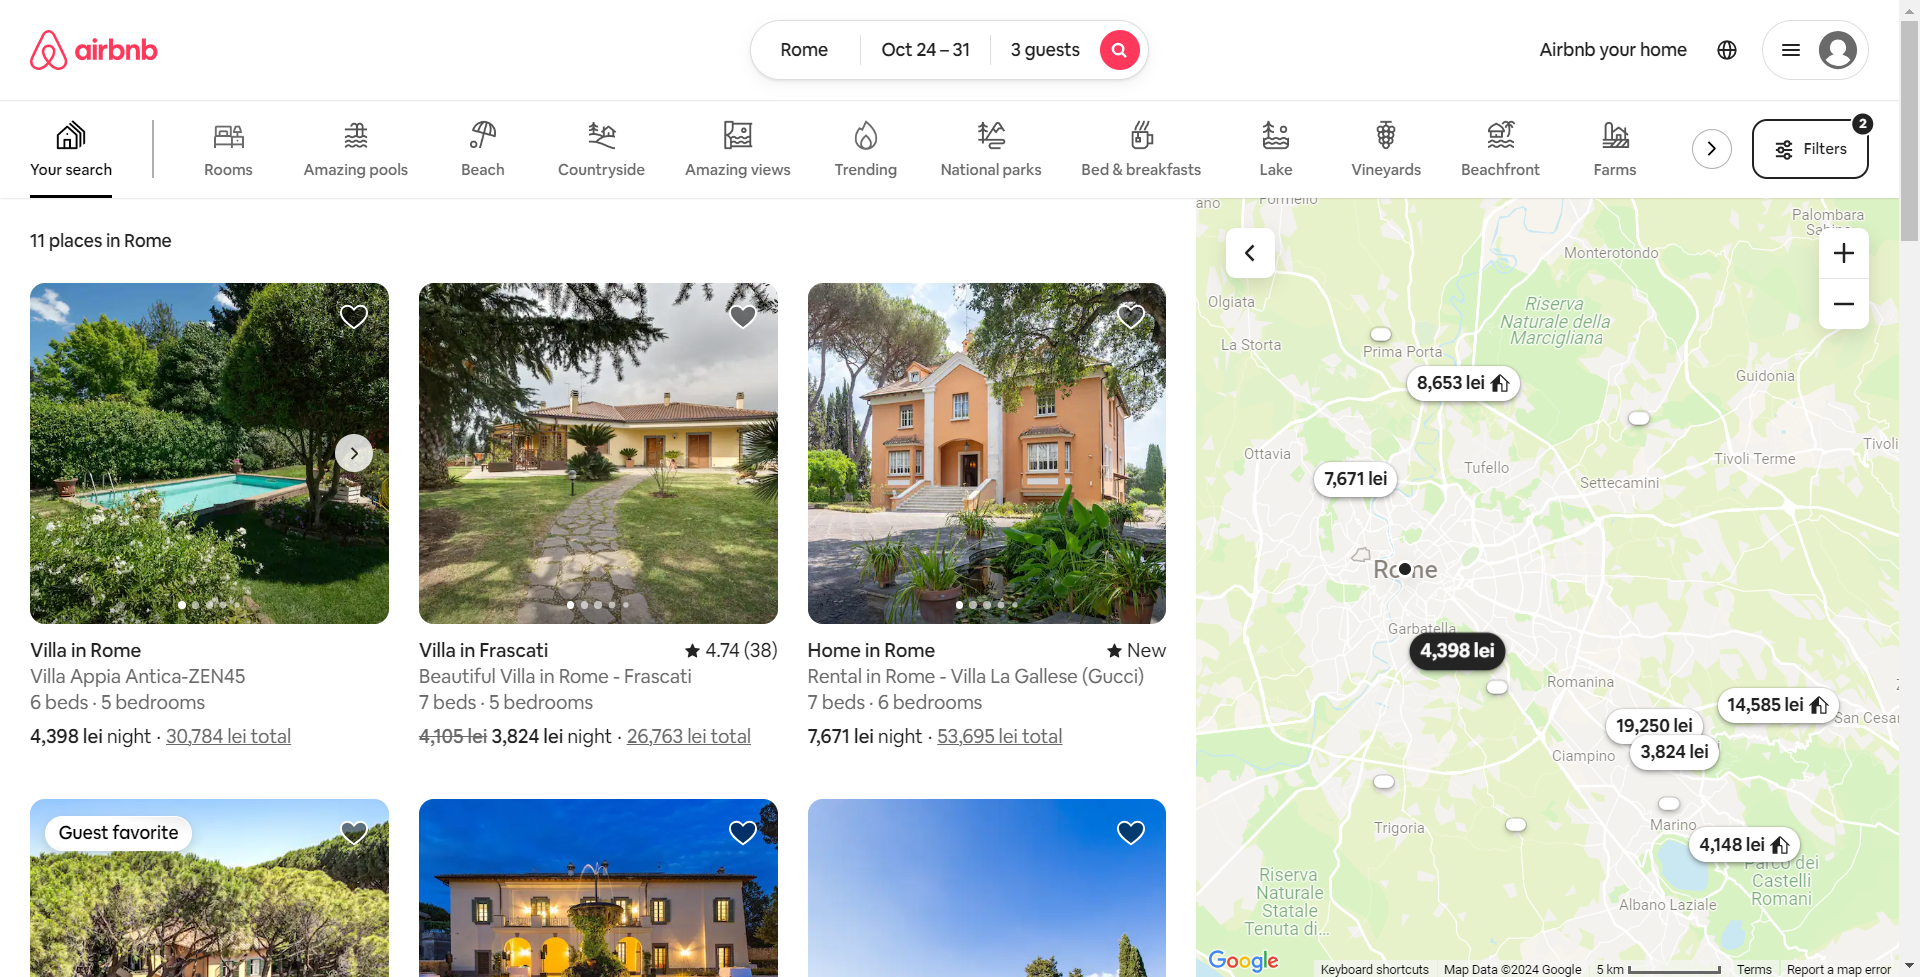 airbnb
Rome
Oct 24 – 31
3 guests
Airbnb your home
Your search
Rooms
Amazing pools
Beach
Countryside
Amazing views
Trending
National parks
Bed & breakfasts
Lake
Vineyards
Beachfront
Farms
Filters
2
11 places in Rome
Villa in Rome
Villa Appia Antica-ZEN45
6 beds · 5 bedrooms
4,398 lei night · 30,784 lei total
Villa in Frascati
4.74 (38)
Beautiful Villa in Rome - Frascati
7 beds · 5 bedrooms
4,105 lei 3,824 lei night · 26,763 lei total
Home in Rome
New
Rental in Rome - Villa La Gallese (Gucci)
7 beds · 6 bedrooms
7,671 lei night · 53,695 lei total
Guest favorite
ano
Formello
Palombara
Monterotondo
Olgiata
Riserva
Naturale della
Marcigliana
La Storta
Prima Porta
8,653 lei
Guidonia
Tivoli
Ottavia
Tivoli Terme
Tufello
7,671 lei
Settecamini
Rome
Garbatella
4,398 lei
Romanina
14,585 lei
San Cesar
19,250 lei
3,824 lei
Ciampino
Trigoria
Marino
4,148 lei
Parco dei
Castelli
Romani
Riserva
Naturale
Statale
Tenuta di...
Albano Laziale
Google
Keyboard shortcuts
Map Data ©2024 Google
5 km
Terms
Report a map error